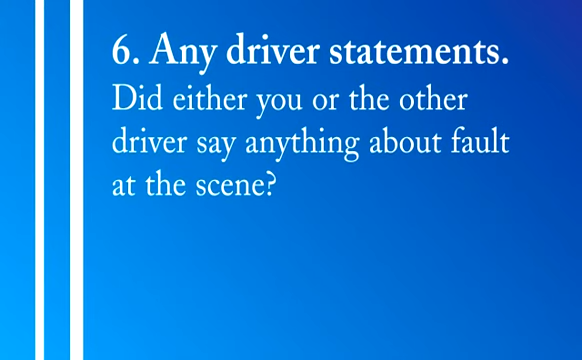 6. Any driver statements.
Did either you or the other
driver say anything about fault
at the scene?